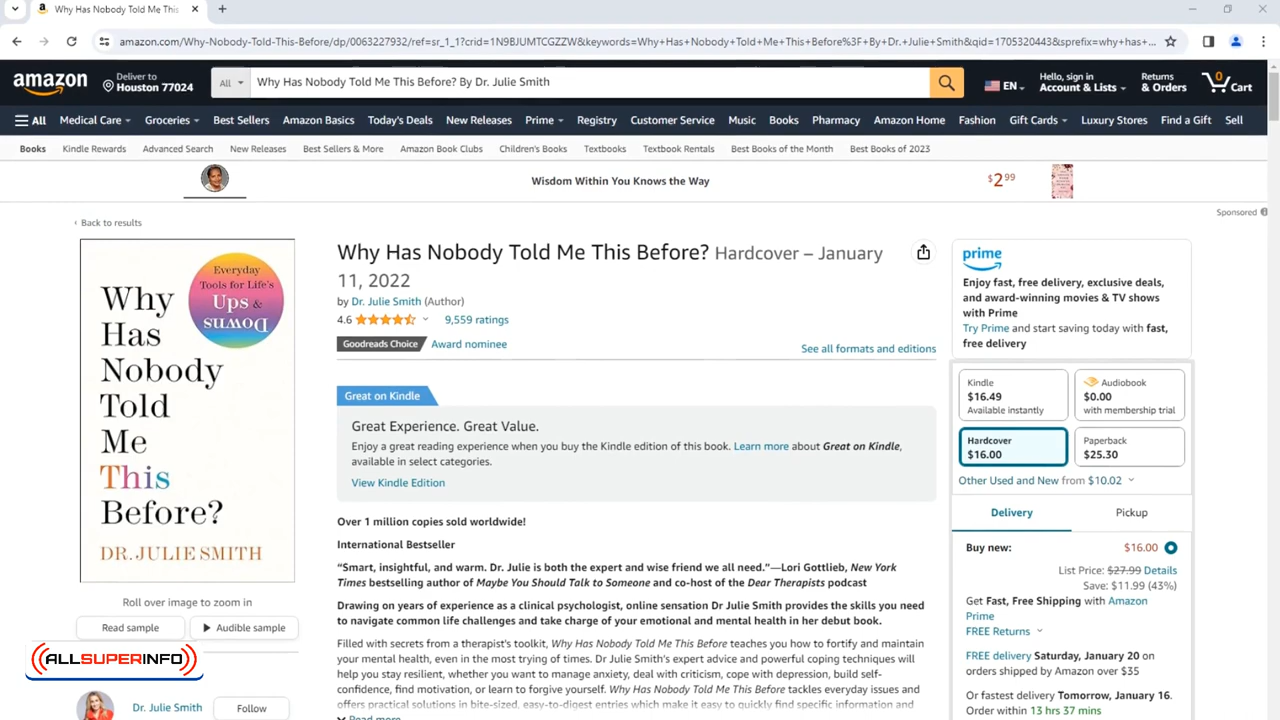 Why Has Nobody Told Me This
amazon.com/Why-Nobody-Told-This-Before/dp/0063227932/ref=sr_1_1?crid=1N9BJUMTCGZZW&keywords=Why+Has+Nobody+Told+Me+This+Before%3F+By+Dr.+Julie+Smith&qid=1705320443&sprefix=why+has+...
amazon
Deliver to
Houston 77024
All
Why Has Nobody Told Me This Before? By Dr. Julie Smith
EN
Hello, sign in
Account & Lists
Returns
& Orders
0
Cart
All Medical Care Groceries Best Sellers Amazon Basics Today's Deals New Releases Prime Registry Customer Service Music Books Pharmacy Amazon Home Fashion Gift Cards Luxury Stores Find a Gift Sell
Books Kindle Rewards Advanced Search New Releases Best Sellers & More Amazon Book Clubs Children's Books Textbooks Textbook Rentals Best Books of the Month Best Books of 2023
Wisdom Within You Knows the Way
$2.99
Sponsored
‹ Back to results
Everyday
Tools for Life's
Ups &
Downs
Why
Has
Nobody
Told
Me
This
Before?
DR. JULIE SMITH
Roll over image to zoom in
Read sample
Audible sample
ALLSUPERINFO
Dr. Julie Smith
Follow
Why Has Nobody Told Me This Before? Hardcover – January
11, 2022
by Dr. Julie Smith (Author)
4.6 9,559 ratings
Goodreads Choice Award nominee
See all formats and editions
Great on Kindle
Great Experience. Great Value.
Enjoy a great reading experience when you buy the Kindle edition of this book. Learn more about Great on Kindle,
available in select categories.
View Kindle Edition
Over 1 million copies sold worldwide!
International Bestseller
“Smart, insightful, and warm. Dr. Julie is both the expert and wise friend we all need.”—Lori Gottlieb, New York
Times bestselling author of Maybe You Should Talk to Someone and co-host of the Dear Therapists podcast
Drawing on years of experience as a clinical psychologist, online sensation Dr Julie Smith provides the skills you need
to navigate common life challenges and take charge of your emotional and mental health in her debut book.
Filled with secrets from a therapist's toolkit, Why Has Nobody Told Me This Before teaches you how to fortify and maintain
your mental health, even in the most trying of times. Dr Julie Smith's expert advice and powerful coping techniques will
help you stay resilient, whether you want to manage anxiety, deal with criticism, cope with depression, build self-
confidence, find motivation, or learn to forgive yourself. Why Has Nobody Told Me This Before tackles everyday issues and
offers practical solutions in bite-sized, easy-to-digest entries which make it easy to quickly find specific information and
Read more
prime
Enjoy fast, free delivery, exclusive deals,
and award-winning movies & TV shows
with Prime
Try Prime and start saving today with fast,
free delivery
Kindle
$16.49
Available instantly
Audiobook
$0.00
with membership trial
Hardcover
$16.00
Paperback
$25.30
Other Used and New from $10.02
Delivery Pickup
Buy new: $16.00
List Price: $27.99 Details
Save: $11.99 (43%)
Get Fast, Free Shipping with Amazon
Prime
FREE Returns
FREE delivery Saturday, January 20 on
orders shipped by Amazon over $35
Or fastest delivery Tomorrow, January 16.
Order within 13 hrs 37 mins